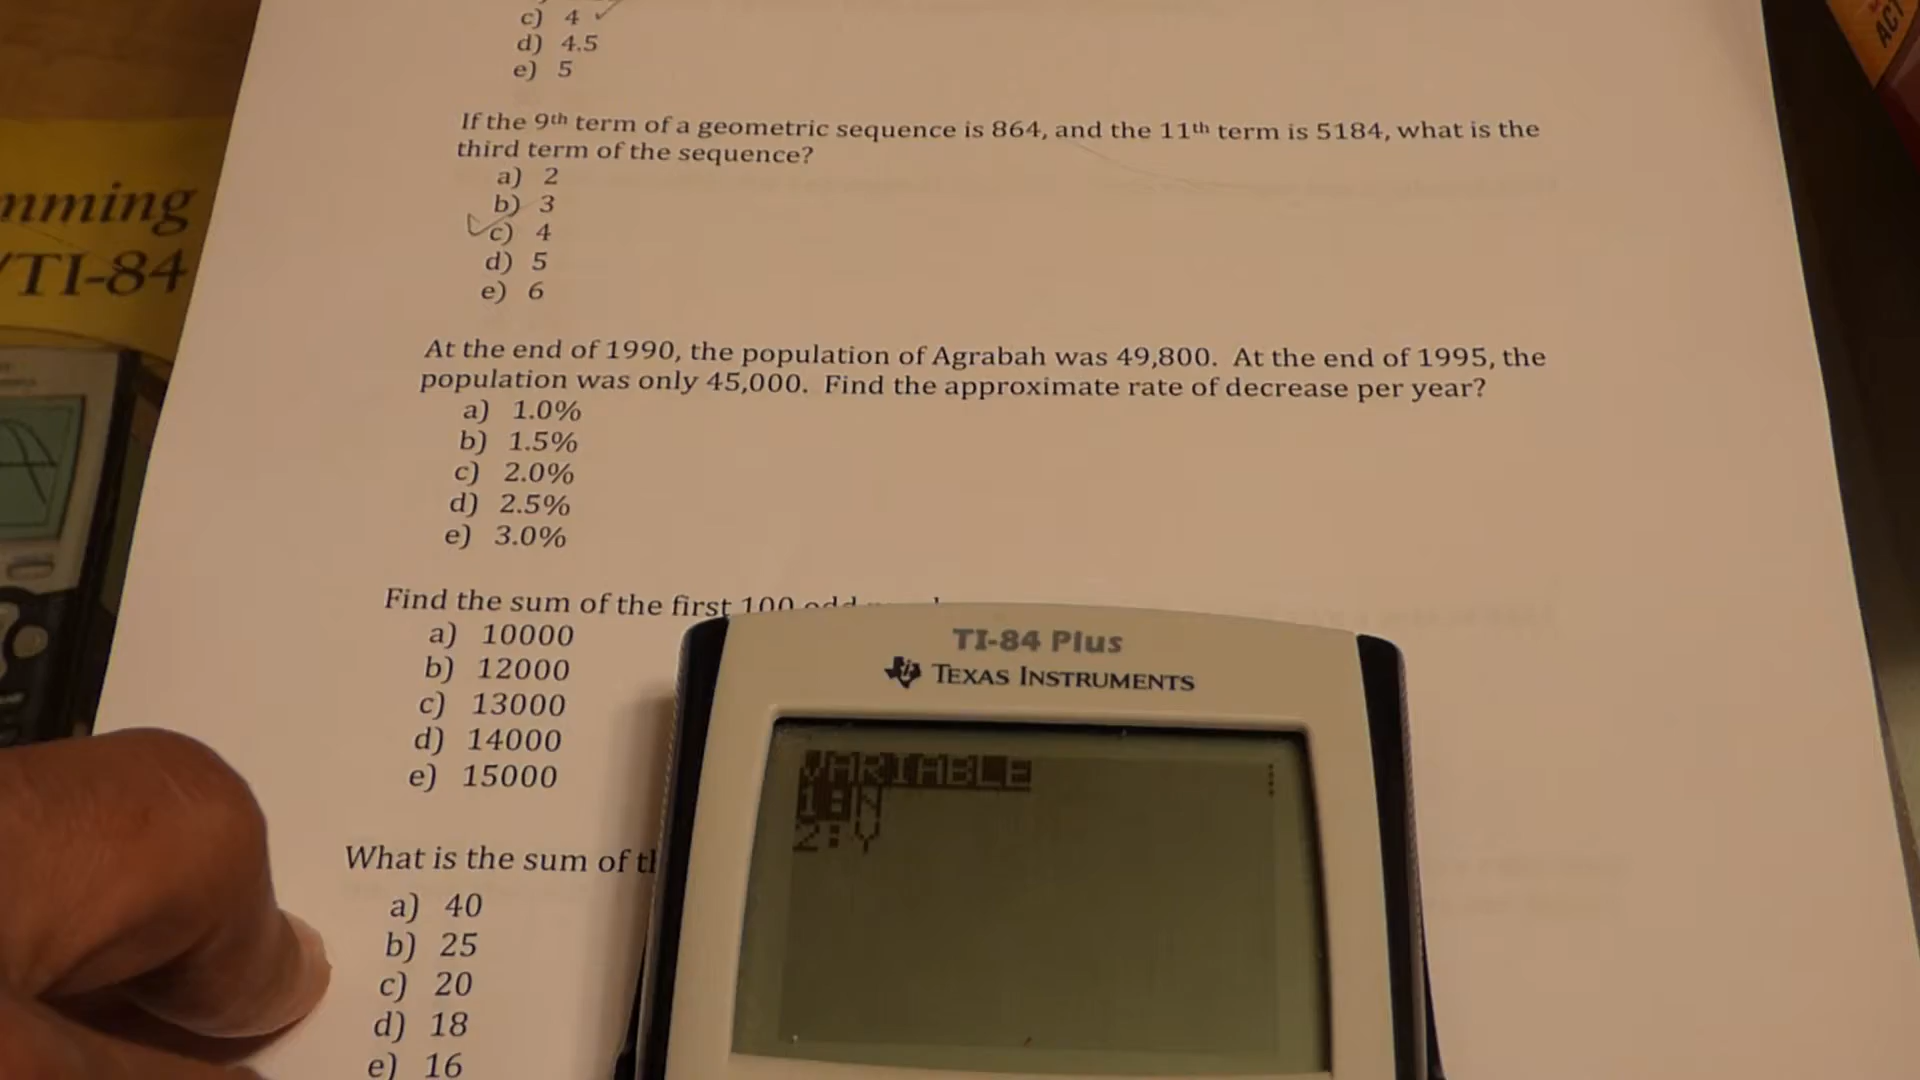 c) 4
d) 4.5
e) 5
ACT
If the 9th term of a geometric sequence is 864, and the 11th term is 5184, what is the
third term of the sequence?
a) 2
b) 3
c) 4
d) 5
e) 6
mming
/TI-84
At the end of 1990, the population of Agrabah was 49,800. At the end of 1995, the
population was only 45,000. Find the approximate rate of decrease per year?
a) 1.0%
b) 1.5%
c) 2.0%
d) 2.5%
e) 3.0%
Find the sum of the first 100 odd
a) 10000
b) 12000
c) 13000
d) 14000
e) 15000
What is the sum of
a) 40
b) 25
c) 20
d) 18
e) 16
TI-84 Plus
TEXAS INSTRUMENTS
VARIABLE
1:N
2:Y